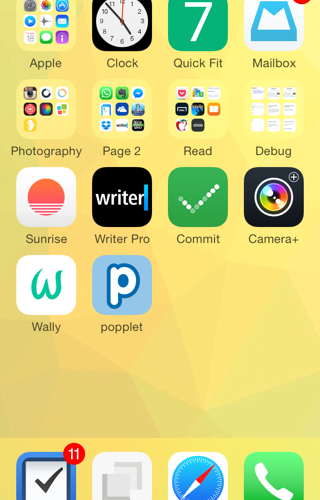 7
Apple
Clock
Quick Fit
Mailbox
Photography
Page 2
Read
Debug
writer
Sunrise
Writer Pro
Commit
Camera+
w
p
Wally
popplet
11